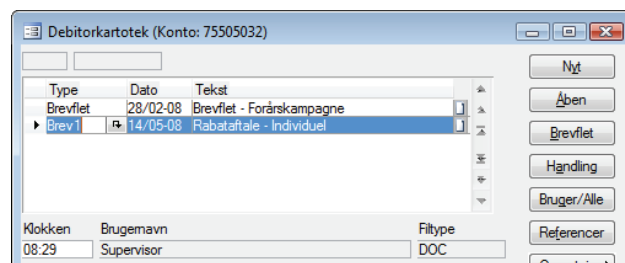 Debitorkartotek (Konto: 75505032)
Nyt
Type Dato Tekst
Brevflet 28/02-08 Brevflet - Forårskampagne
Åben
Brev1 14/05-08 Rabataftale - Individuel
Brevflet
Handling
Bruger/Alle
Klokken Brugernavn Filtype
Referencer
08:29 Supervisor DOC